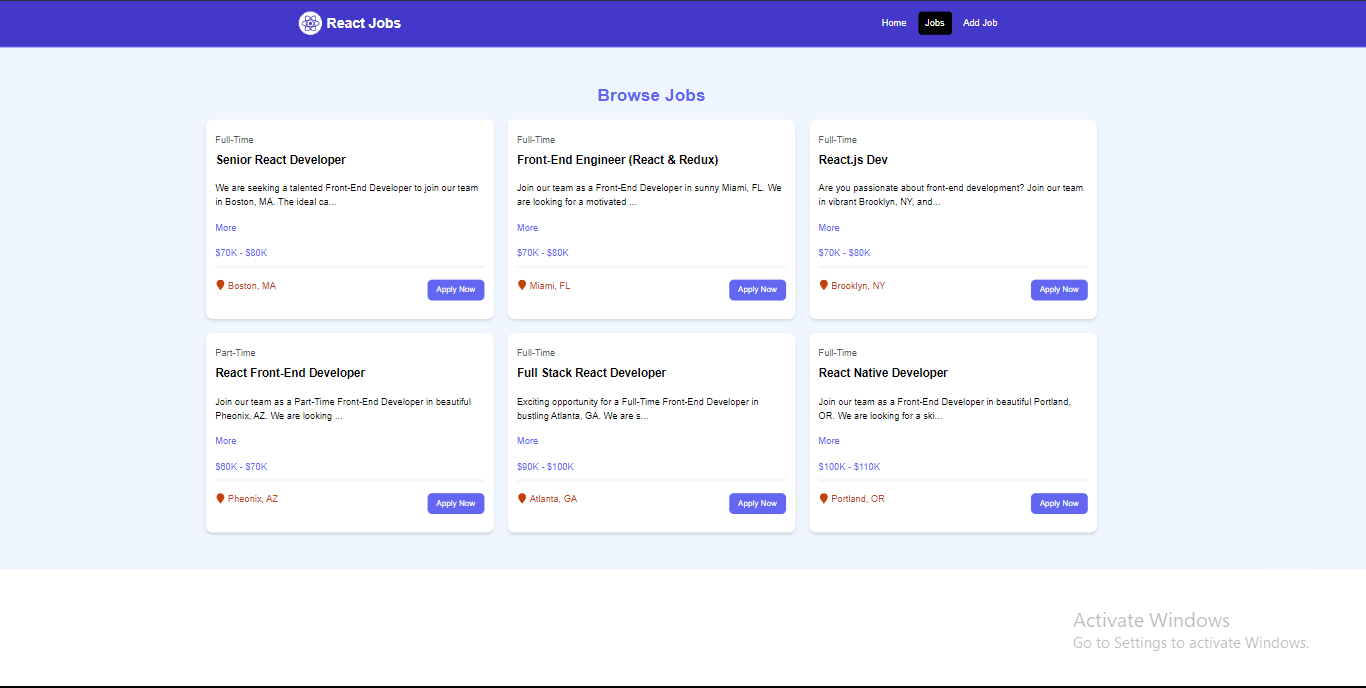 React Jobs
Home
Jobs
Add Job
Browse Jobs
Full-Time
Senior React Developer
We are seeking a talented Front-End Developer to join our team
in Boston, MA. The ideal ca...
More
$70K - $80K
Boston, MA
Apply Now
Full-Time
Front-End Engineer (React & Redux)
Join our team as a Front-End Developer in sunny Miami, FL. We
are looking for a motivated ...
More
$70K - $80K
Miami, FL
Apply Now
Full-Time
React.js Dev
Are you passionate about front-end development? Join our team
in vibrant Brooklyn, NY, and...
More
$70K - $80K
Brooklyn, NY
Apply Now
Part-Time
React Front-End Developer
Join our team as a Part-Time Front-End Developer in beautiful
Pheonix, AZ. We are looking ...
More
$60K - $70K
Pheonix, AZ
Apply Now
Full-Time
Full Stack React Developer
Exciting opportunity for a Full-Time Front-End Developer in
bustling Atlanta, GA. We are s...
More
$90K - $100K
Atlanta, GA
Apply Now
Full-Time
React Native Developer
Join our team as a Front-End Developer in beautiful Portland,
OR. We are looking for a ski...
More
$100K - $110K
Portland, OR
Apply Now
Activate Windows
Go to Settings to activate Windows.